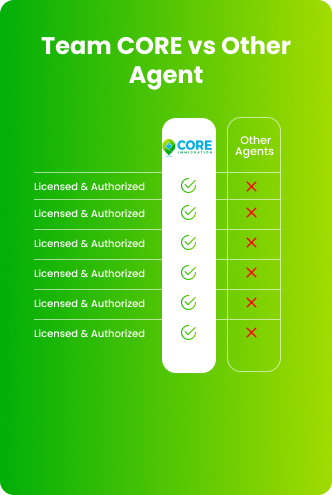 Team CORE vs Other
Agent
CORE
IMMIGRATION
Other
Agents
Licensed & Authorized
Licensed & Authorized
Licensed & Authorized
Licensed & Authorized
Licensed & Authorized
Licensed & Authorized